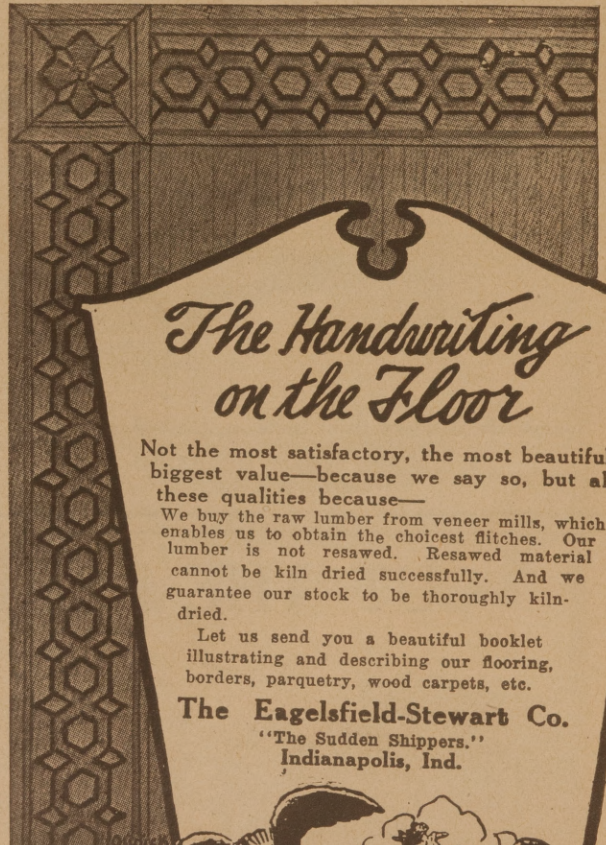 The Handwriting
on the Floor
Not the most satisfactory, the most beautiful
biggest value—because we say so, but
these qualities because—
We buy the raw lumber from veneer mills, which
enables us to obtain the choicest flitches. Our
lumber is not resawed. Resawed material
cannot be kiln dried successfully. And we
guarantee our stock to be thoroughly kiln-
dried.
Let us send you a beautiful booklet
illustrating and describing our flooring,
borders, parquetry, wood carpets, etc.
The Eagelsfield-Stewart Co.
"The Sudden Shippers."
Indianapolis, Ind.